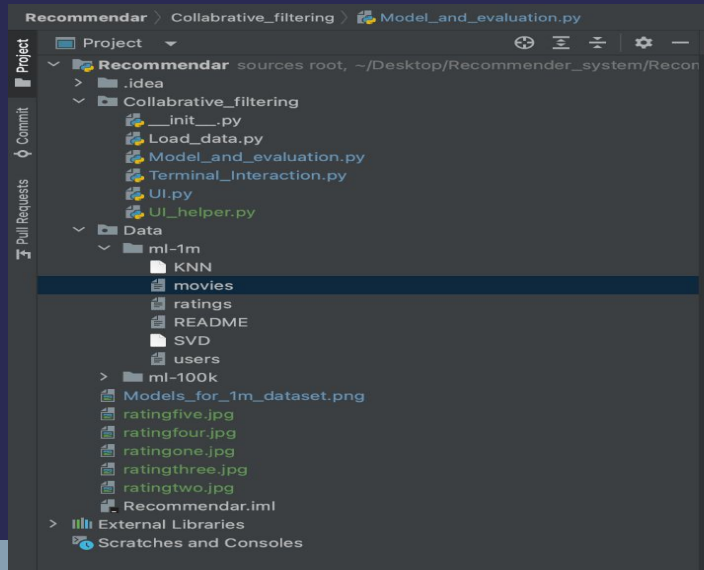 Recommendar Collabrative_filtering Model_and_evaluation.py
Project
Commit
Pull Requests
Project
Recommendar sources root, ~/Desktop/Recommender_system/Recon
.idea
Collabrative_filtering
__init__.py
Load_data.py
Model_and_evaluation.py
Terminal_Interaction.py
UI.py
UI_helper.py
Data
ml-1m
KNN
movies
ratings
README
SVD
users
ml-100k
Models_for_1m_dataset.png
ratingfive.jpg
ratingfour.jpg
ratingone.jpg
ratingthree.jpg
ratingtwo.jpg
Recommendar.iml
External Libraries
Scratches and Consoles